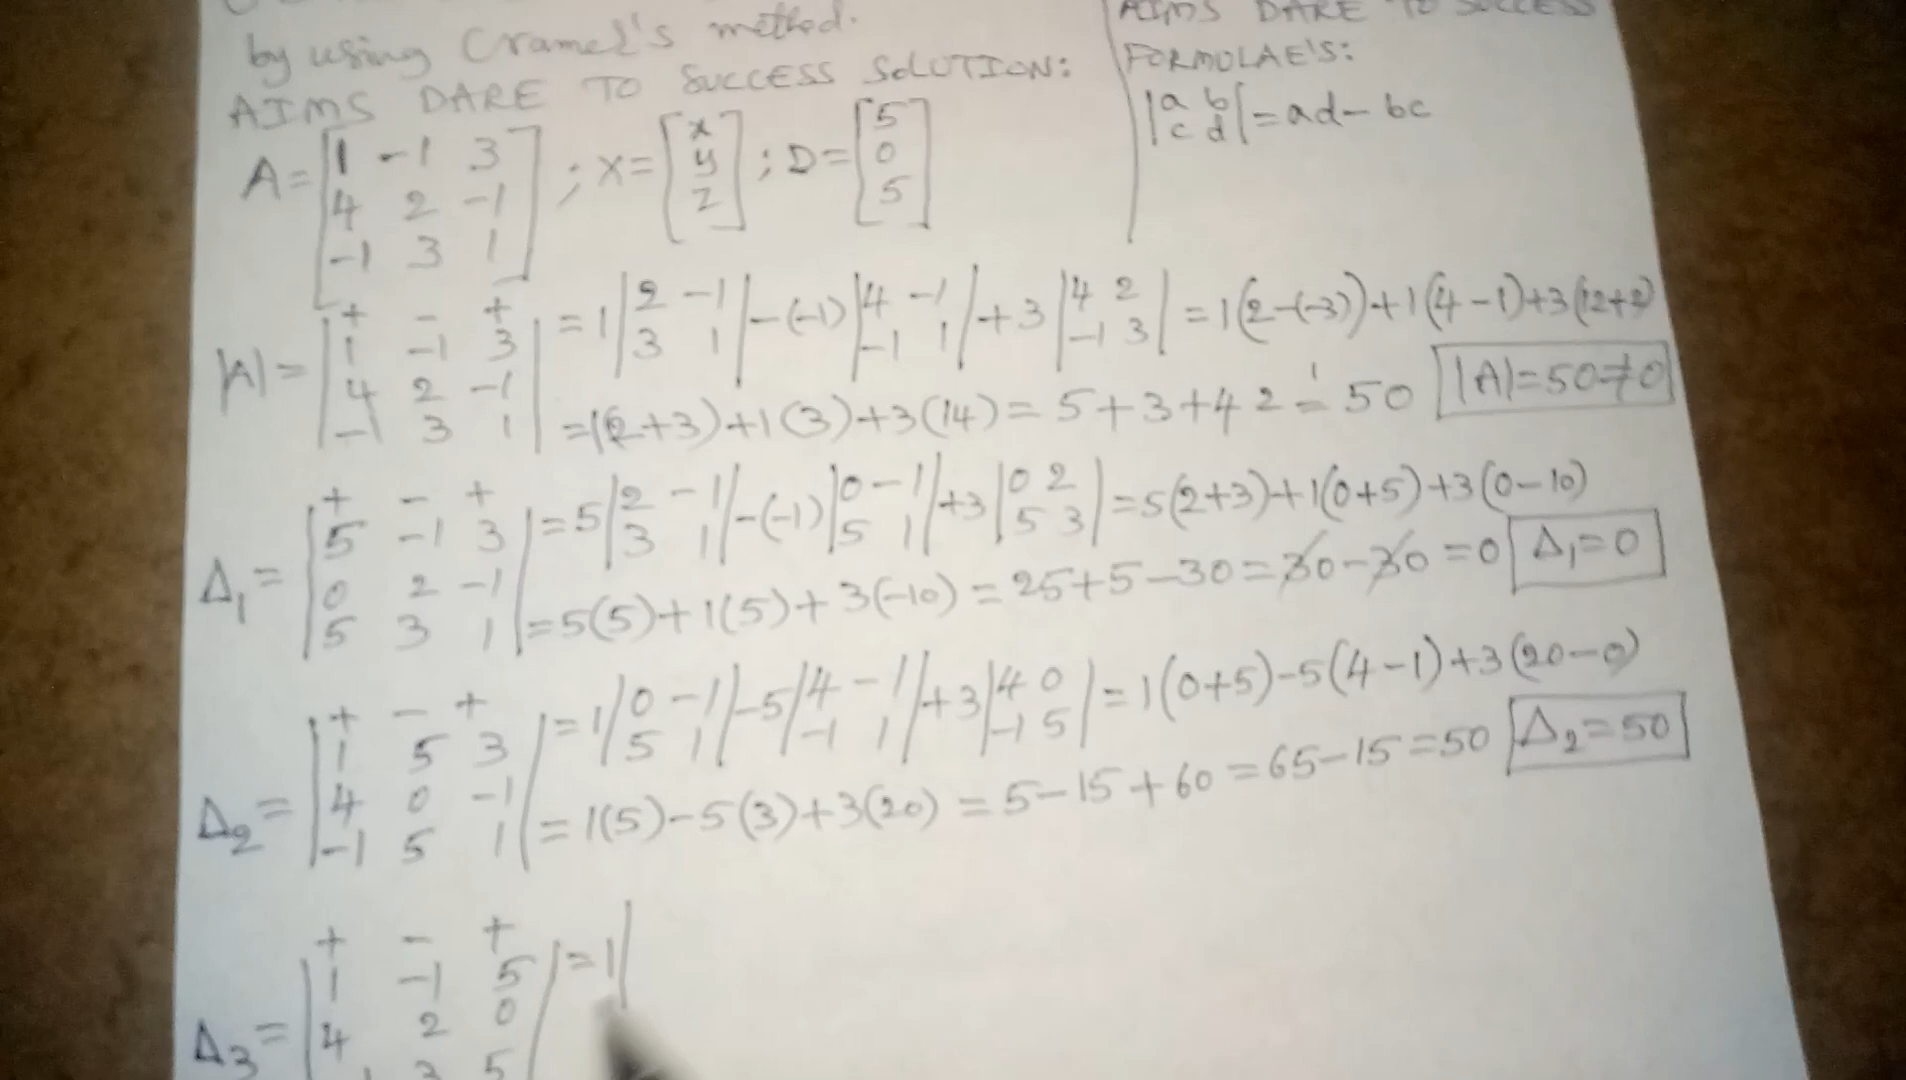 by using Cramer's method.
AIMS DARE TO SUCCESS SOLUTION:
A = [1 -1 3
4 2 -1
-1 3 1] ; X = [x
y
z] ; D = [5
0
5]
AIMS DARE TO SUCCESS
FORMULAE'S:
|a b
c d| = ad - bc
+ - +
|A| = |1 -1 3
4 2 -1
-1 3 1| = 1|2 -1
3 1| - (-1)|4 -1
-1 1| + 3|4 2
-1 3| = 1(2-(-3)) + 1(4-1) + 3(12+2)
= 1(2+3) + 1(3) + 3(14) = 5 + 3 + 42 = 50 |A| = 50 ≠ 0
+ - +
Δ1 = |5 -1 3
0 2 -1
5 3 1| = 5|2 -1
3 1| - (-1)|0 -1
5 1| + 3|0 2
5 3| = 5(2+3) + 1(0+5) + 3(0-10)
= 5(5) + 1(5) + 3(-10) = 25 + 5 - 30 = 30 - 30 = 0 Δ1 = 0
+ - +
Δ2 = |1 5 3
4 0 -1
-1 5 1| = 1|0 -1
5 1| - 5|4 -1
-1 1| + 3|4 0
-1 5| = 1(0+5) - 5(4-1) + 3(20-0)
= 1(5) - 5(3) + 3(20) = 5 - 15 + 60 = 65 - 15 = 50 Δ2 = 50
+ - +
Δ3 = |1 -1 5
4 2 0
3 5| = 1|